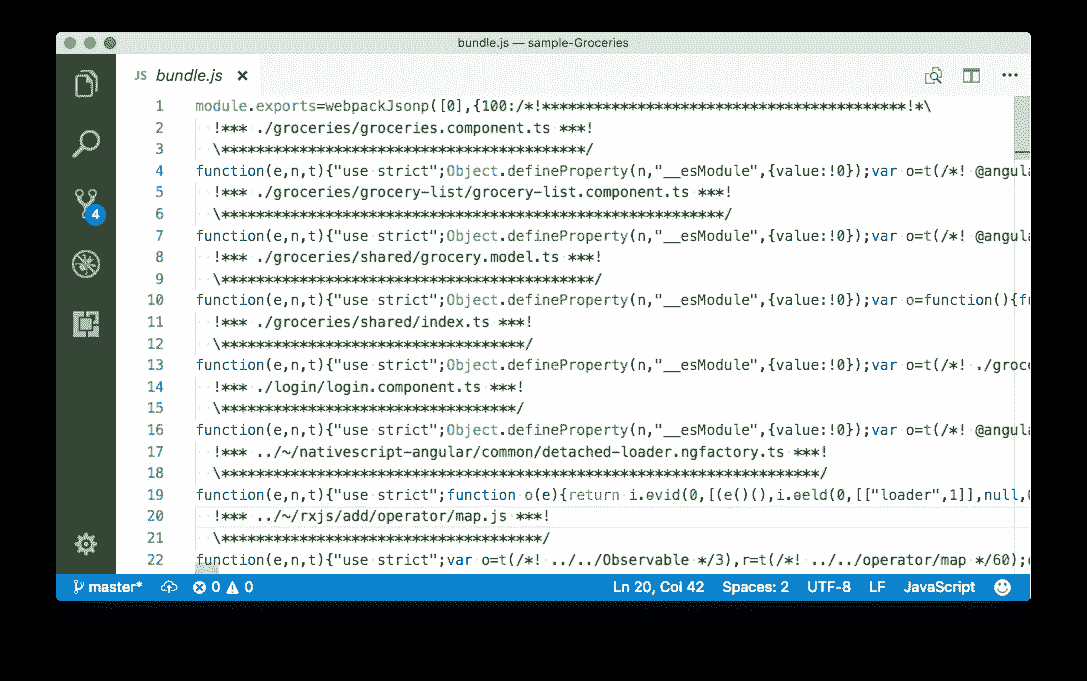 bundle.js — sample-Groceries
JS bundle.js ×
1 module.exports=webpackJsonp([0],{100:/*!******************************************!*\
2 !*** ./groceries/groceries.component.ts ***!
3 \******************************************/
4 function(e,n,t){"use strict";Object.defineProperty(n,"__esModule",{value:!0});var o=t(/*! @angula
5 !*** ./groceries/grocery-list/grocery-list.component.ts ***!
6 \**********************************************************/
7 function(e,n,t){"use strict";Object.defineProperty(n,"__esModule",{value:!0});var o=t(/*! @angula
8 !*** ./groceries/shared/grocery.model.ts ***!
9 \*******************************************/
10 function(e,n,t){"use strict";Object.defineProperty(n,"__esModule",{value:!0});var o=function(){fu
11 !*** ./groceries/shared/index.ts ***!
12 \***********************************/
13 function(e,n,t){"use strict";Object.defineProperty(n,"__esModule",{value:!0});var o=t(/*! ./groce
14 !*** ./login/login.component.ts ***!
15 \**********************************/
16 function(e,n,t){"use strict";Object.defineProperty(n,"__esModule",{value:!0});var o=t(/*! @angula
17 !*** ../~/nativescript-angular/common/detached-loader.ngfactory.ts ***!
18 \*********************************************************************/
19 function(e,n,t){"use strict";function o(e){return i.ɵvid(0,[(e()(),i.ɵeld(0,[["loader",1]],null,
20 !*** ../~/rxjs/add/operator/map.js ***!
21 \*************************************/
22 function(e,n,t){"use strict";var o=t(/*! ../../Observable */3),r=t(/*! ../../operator/map */60);
4
master* 0 0 Ln 20, Col 42 Spaces: 2 UTF-8 LF JavaScript